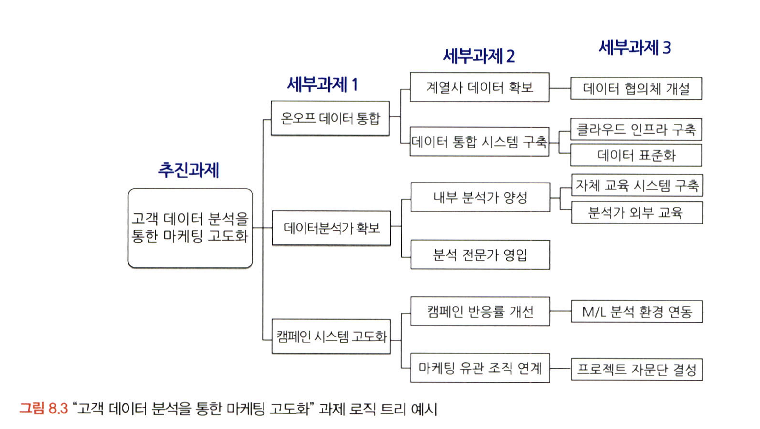 세부과제 3
세부과제 2
세부과제 1
추진과제
고객 데이터 분석을
통한 마케팅 고도화
온오프 데이터 통합
계열사 데이터 확보
데이터 협의체 개설
데이터 통합 시스템 구축
클라우드 인프라 구축
데이터 표준화
데이터분석가 확보
내부 분석가 양성
자체 교육 시스템 구축
분석가 외부 교육
분석 전문가 영입
캠페인 시스템 고도화
캠페인 반응률 개선
M/L 분석 환경 연동
마케팅 유관 조직 연계
프로젝트 자문단 결성
그림 8.3 “고객 데이터 분석을 통한 마케팅 고도화” 과제 로직 트리 예시